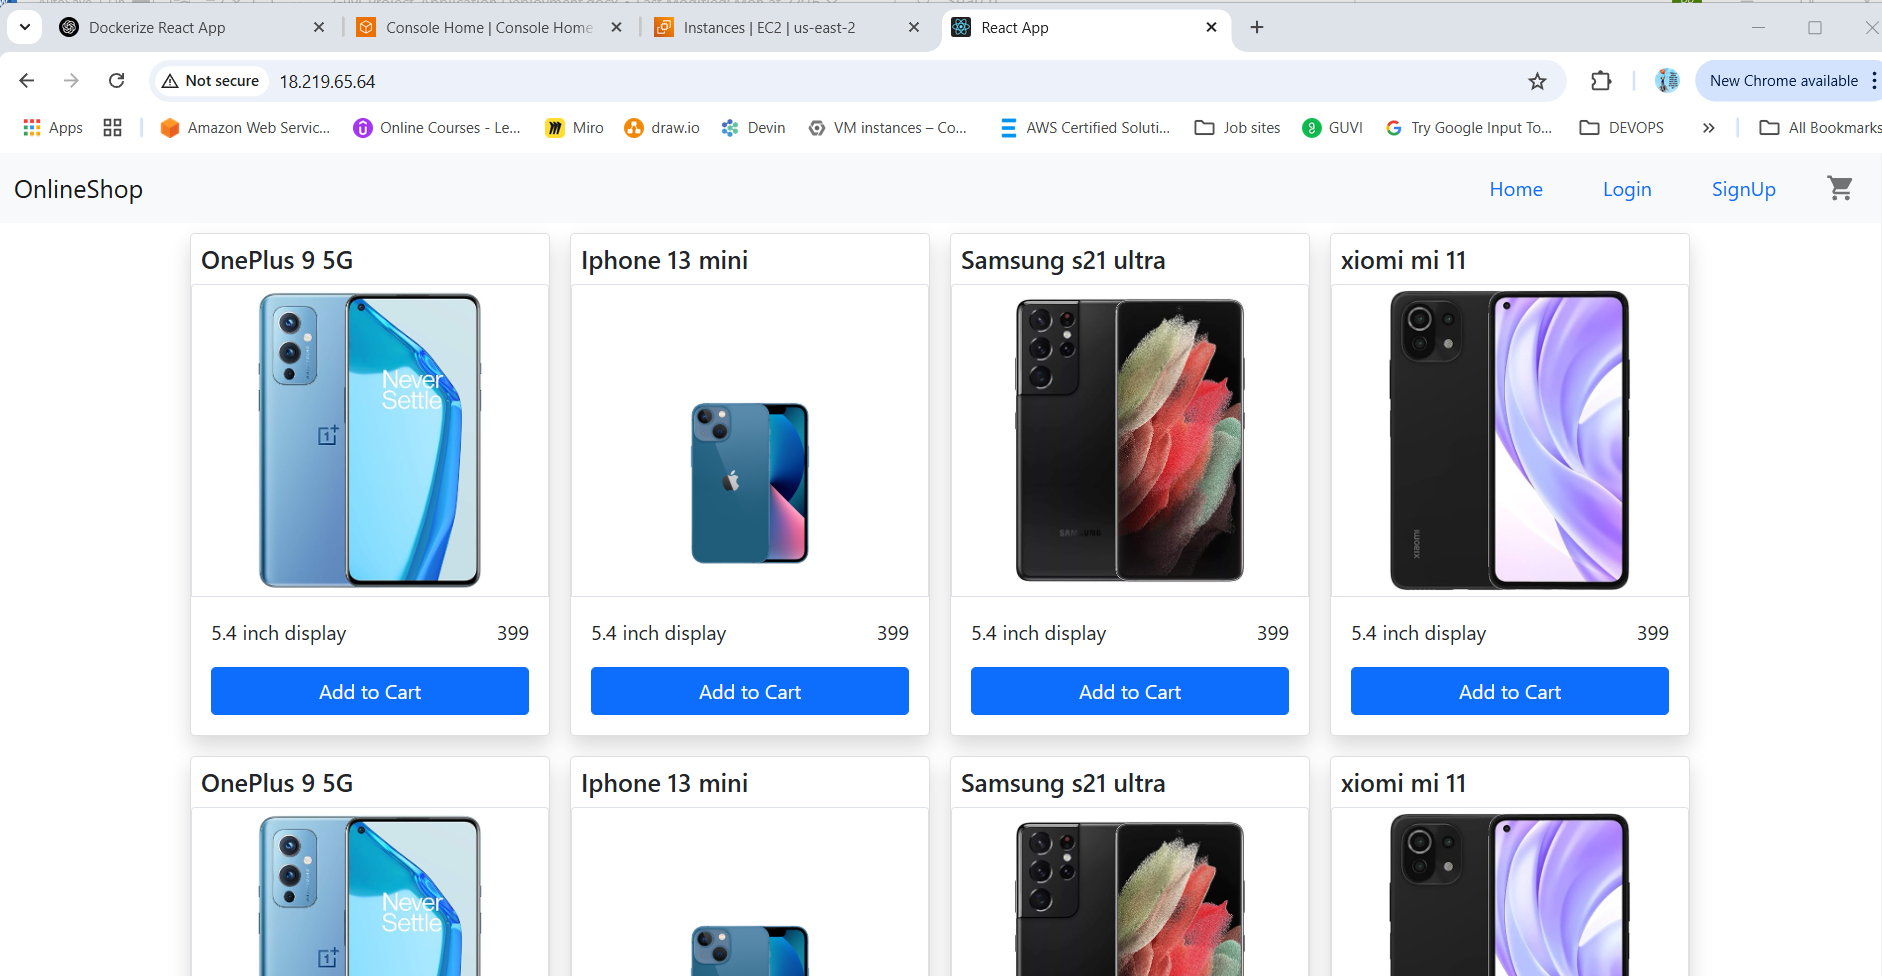 Dockerize React App
Console Home | Console Home
Instances | EC2 | us-east-2
React App
Not secure 18.219.65.64
New Chrome available
Apps
Amazon Web Servic...
Online Courses - Le...
Miro
draw.io
Devin
VM instances – Co...
AWS Certified Soluti...
Job sites
GUVI
Try Google Input To...
DEVOPS
All Bookmarks
OnlineShop
Home
Login
SignUp
OnePlus 9 5G
Iphone 13 mini
Samsung s21 ultra
xiomi mi 11
Never
Settle
SAMSUNG
xiaomi
5.4 inch display 399
5.4 inch display 399
5.4 inch display 399
5.4 inch display 399
Add to Cart
Add to Cart
Add to Cart
Add to Cart
OnePlus 9 5G
Iphone 13 mini
Samsung s21 ultra
xiomi mi 11
Never
Settle